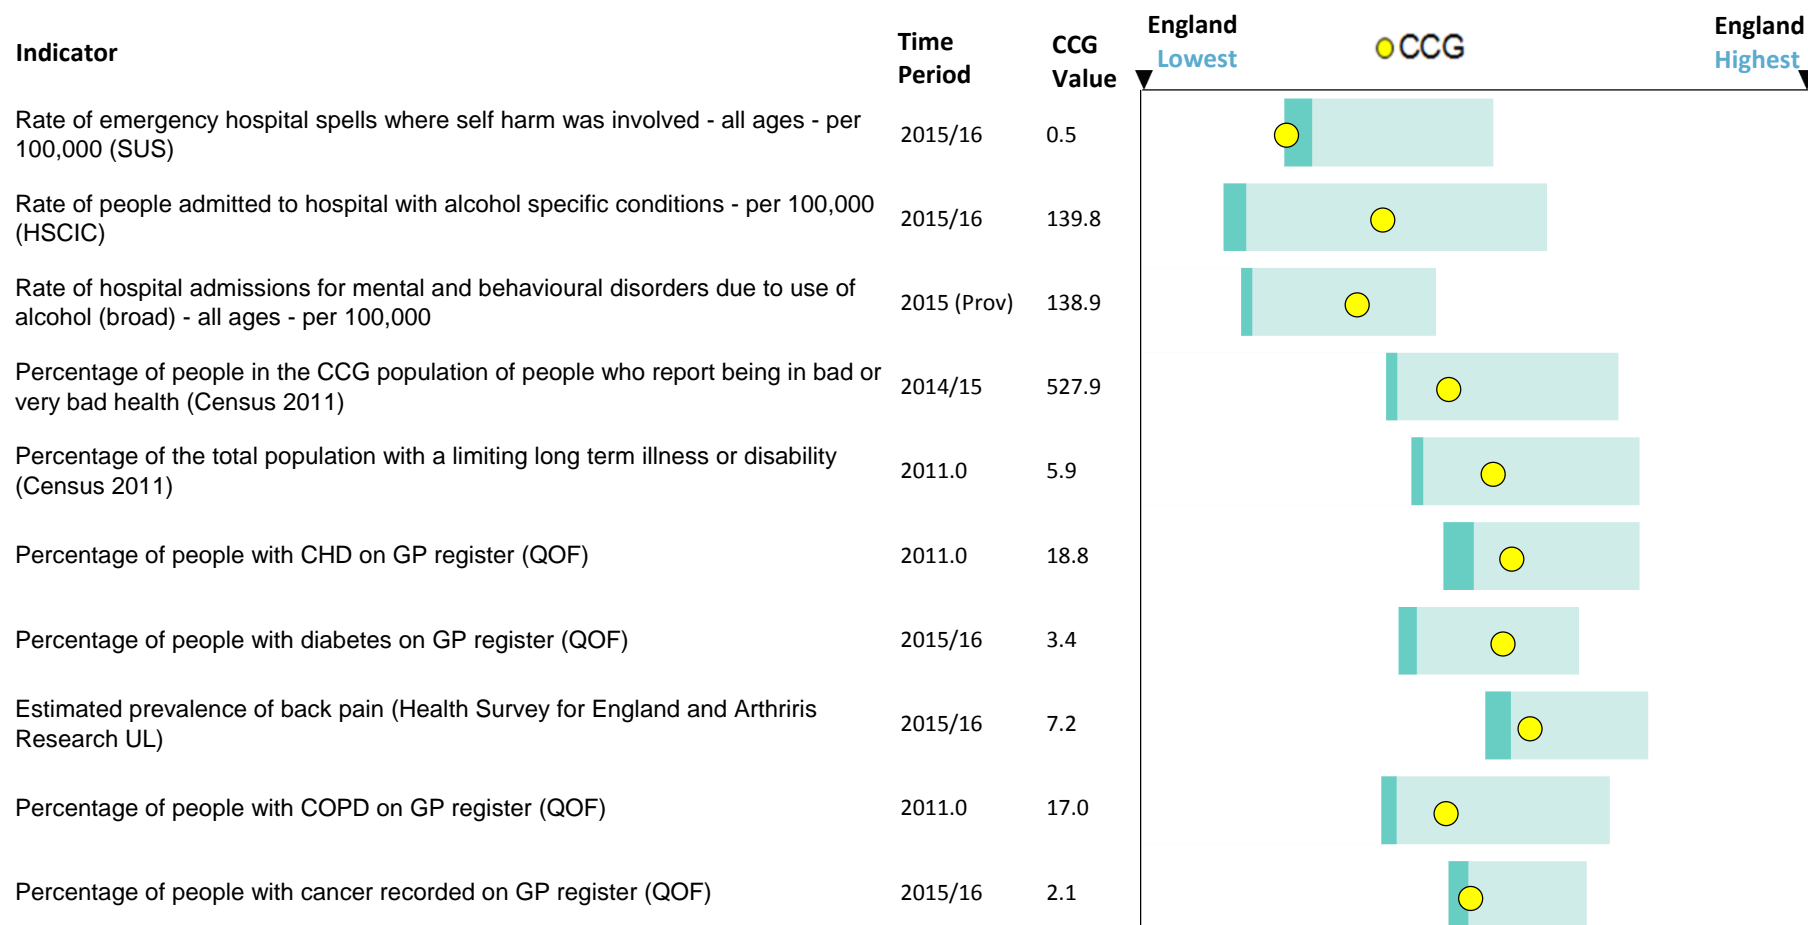 Indicator
Time
Period
CCG
Value
England
Lowest
CCG
England
Highest
Rate of emergency hospital spells where self harm was involved - all ages - per
100,000 (SUS)
2015/16
0.5
Rate of people admitted to hospital with alcohol specific conditions - per 100,000
(HSCIC)
2015/16
139.8
Rate of hospital admissions for mental and behavioural disorders due to use of
alcohol (broad) - all ages - per 100,000
2015 (Prov)
138.9
Percentage of people in the CCG population of people who report being in bad or
very bad health (Census 2011)
2014/15
527.9
Percentage of the total population with a limiting long term illness or disability
(Census 2011)
2011.0
5.9
Percentage of people with CHD on GP register (QOF)
2011.0
18.8
Percentage of people with diabetes on GP register (QOF)
2015/16
3.4
Estimated prevalence of back pain (Health Survey for England and Arthriris
Research UL)
2015/16
7.2
Percentage of people with COPD on GP register (QOF)
2011.0
17.0
Percentage of people with cancer recorded on GP register (QOF)
2015/16
2.1